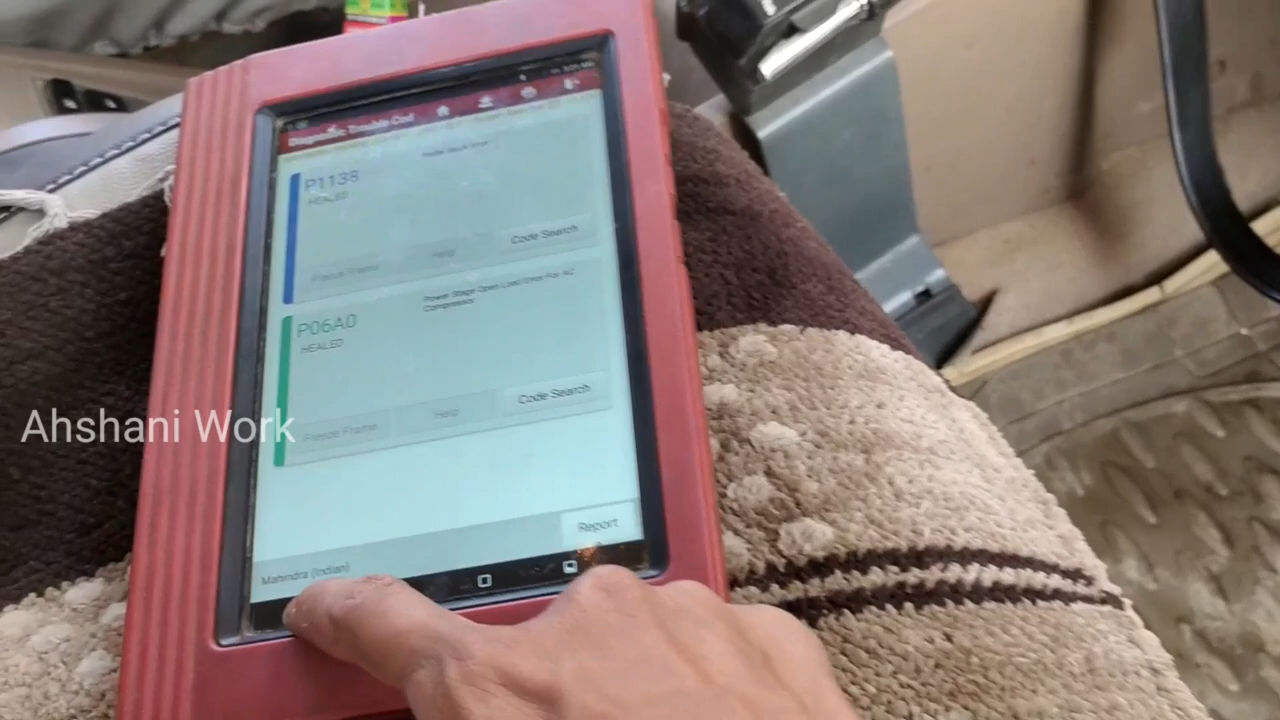 Diagnostic Trouble Cod
P1138
HEALED
Freeze Frame
Help
Code Search
P06A0
HEALED
Power Stage Open Load Error For AC
Compressor
Freeze Frame
Help
Code Search
Ahshani Work
Report
Mahindra (Indian)